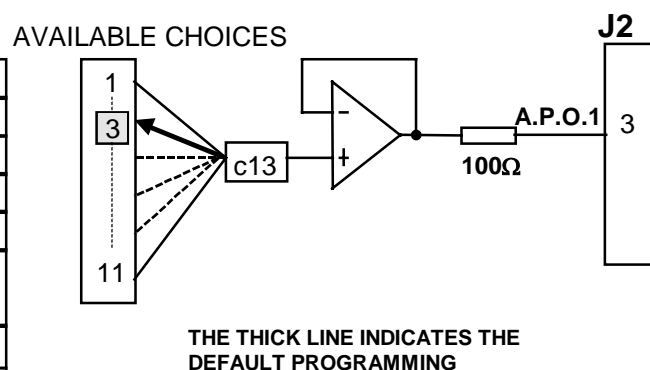 J2
AVAILABLE CHOICES
1
3
11
c13
-
+
A.P.O.1
100Ω
3
THE THICK LINE INDICATES THE
DEFAULT PROGRAMMING